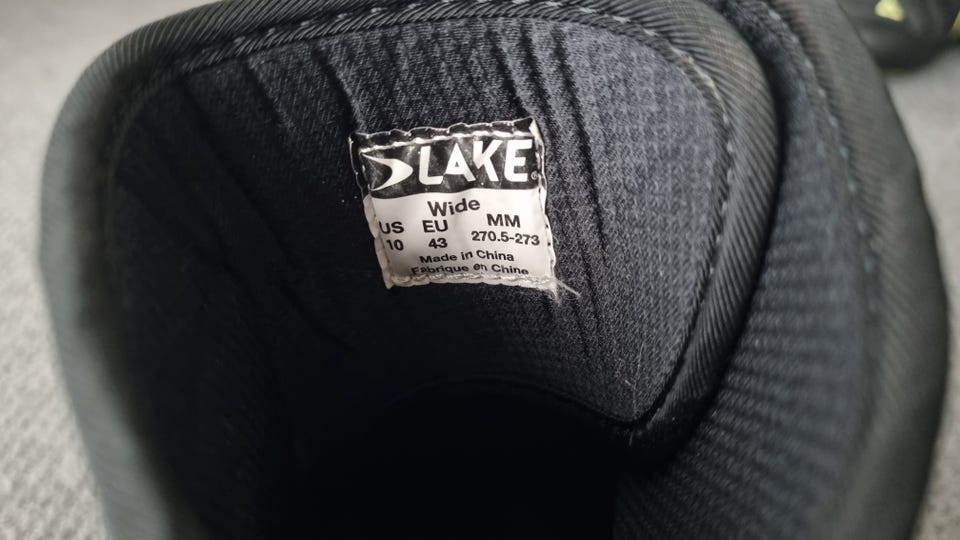 LAKE®
Wide
US EU MM
10 43 270.5-273
Made in China
Fabrique en Chine